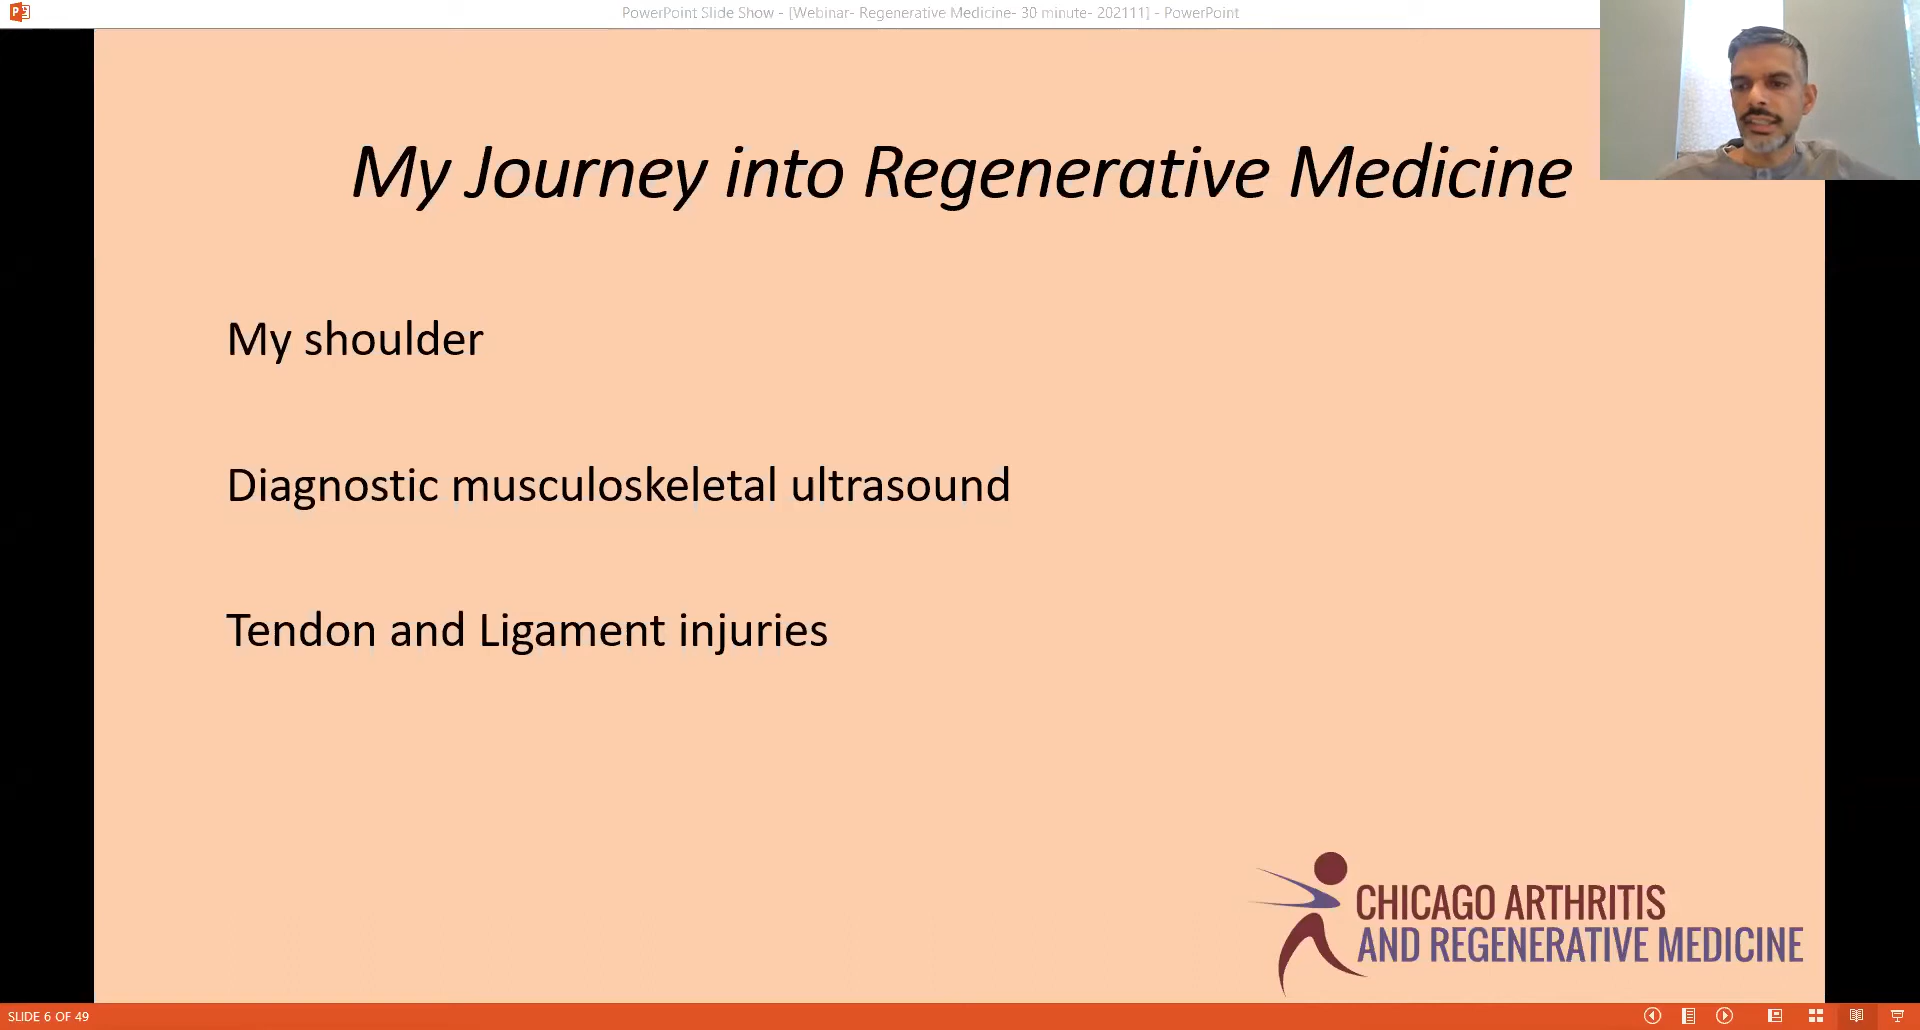 PowerPoint Slide Show - [Webinar- Regenerative Medicine- 30 minute- 202111] - PowerPoint
My Journey into Regenerative Medicine
My shoulder
Diagnostic musculoskeletal ultrasound
Tendon and Ligament injuries
CHICAGO ARTHRITIS
AND REGENERATIVE MEDICINE
SLIDE 6 OF 49